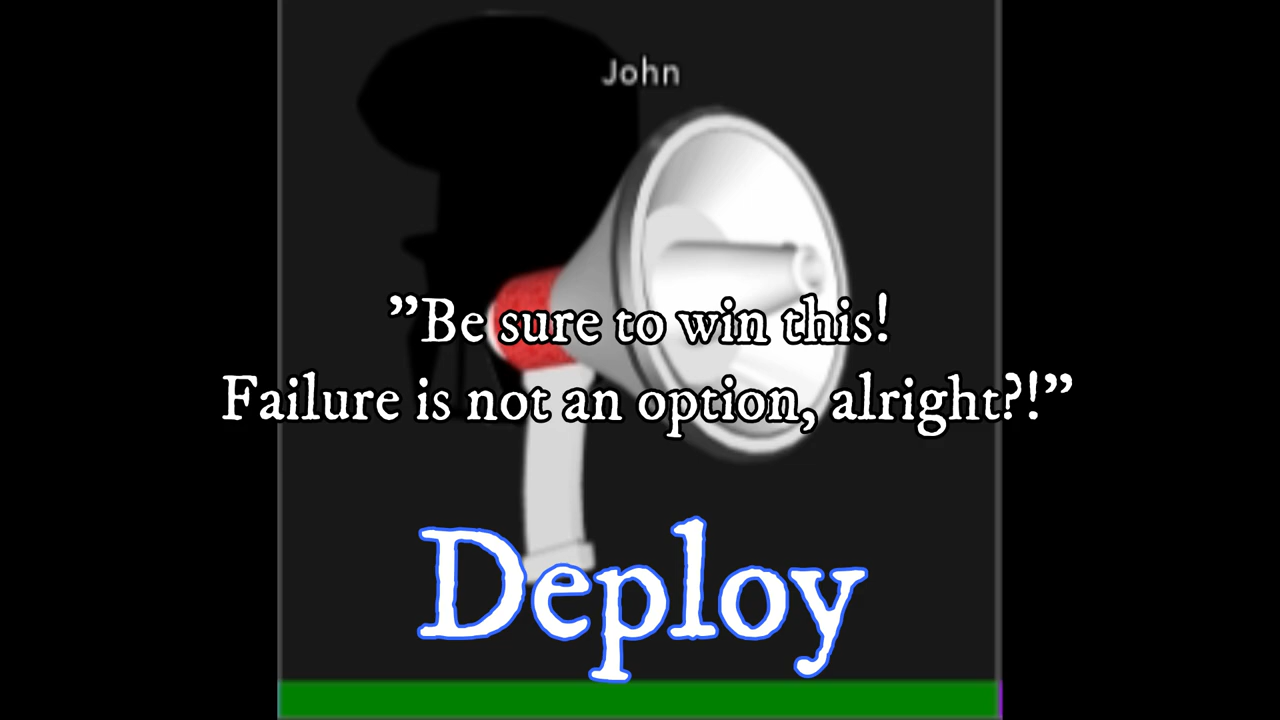 John
”Be sure to win this!
Failure is not an option, alright?!”
Deploy